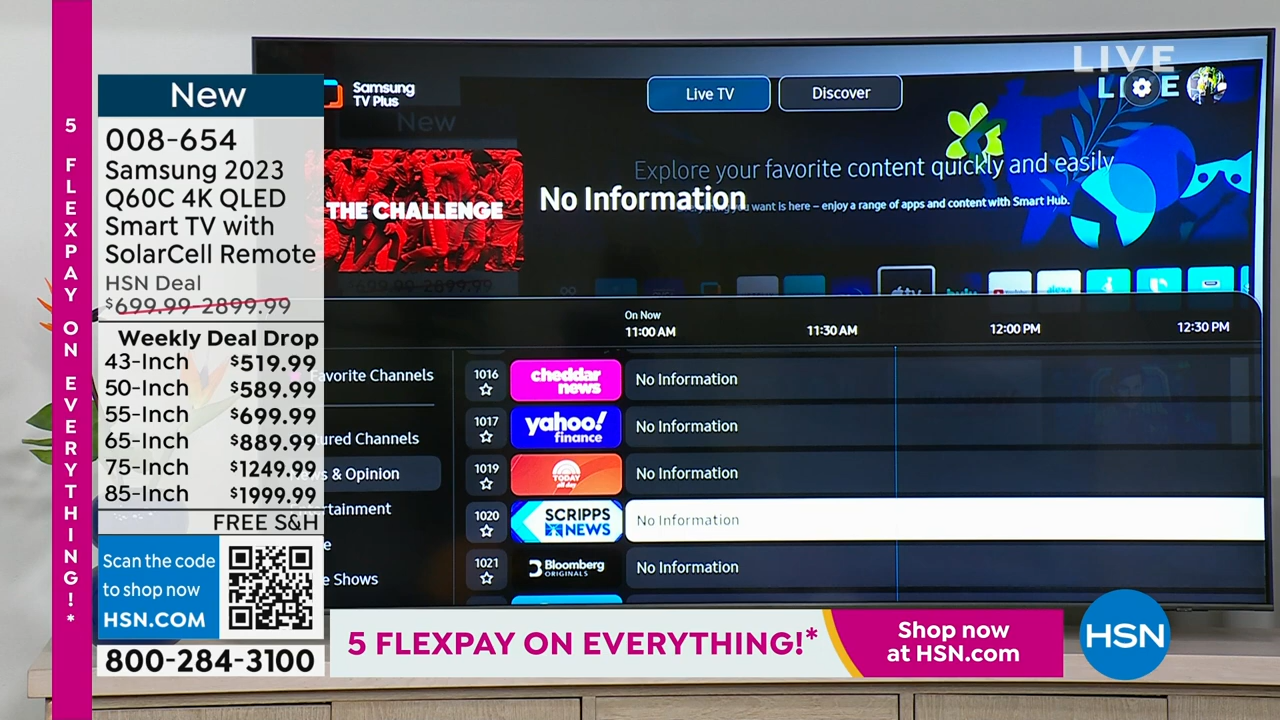 5 FLEXPAY ON EVERYTHING!*
New
008-654
Samsung 2023
Q60C 4K QLED
Smart TV with
SolarCell Remote
HSN Deal
$699.99-2899.99
Weekly Deal Drop
43-Inch $519.99
50-Inch $589.99
55-Inch $699.99
65-Inch $889.99
75-Inch $1249.99
85-Inch $1999.99
FREE S&H
Scan the code
to shop now
HSN.COM
800-284-3100
LIVE
Samsung
TV Plus
Live TV
Discover
New
THE CHALLENGE
Explore your favorite content quickly and easily
No Information
want is here – enjoy a range of apps and content with Smart Hub.
On Now
11:00 AM
11:30 AM
12:00 PM
12:30 PM
Favorite Channels
ured Channels
s & Opinion
tertainment
e Shows
1016 cheddar news No Information
1017 yahoo! finance No Information
1019 TODAY all day No Information
1020 SCRIPPS NEWS No Information
1021 Bloomberg ORIGINALS No Information
5 FLEXPAY ON EVERYTHING!*
Shop now
at HSN.com
HSN